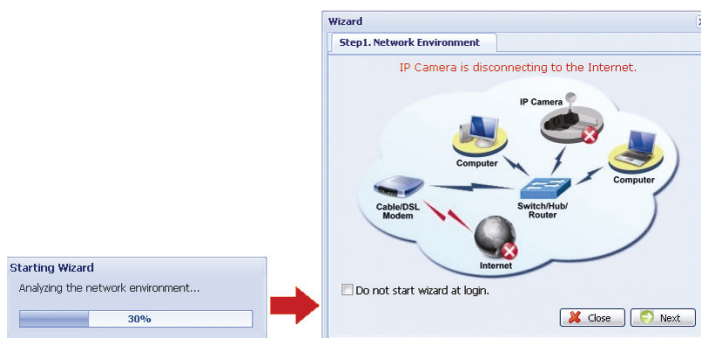 Starting Wizard
Analyzing the network environment...
30%
Wizard
Step1. Network Environment
IP Camera is disconnecting to the Internet.
IP Camera
Computer
Computer
Cable/DSL
Modem
Switch/Hub/
Router
Internet
Do not start wizard at login.
Close
Next